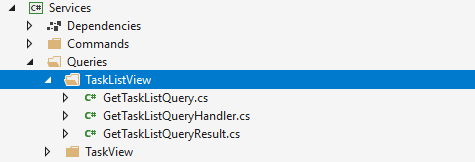 C# Services
Dependencies
Commands
Queries
TaskListView
C# GetTaskListQuery.cs
C# GetTaskListQueryHandler.cs
C# GetTaskListQueryResult.cs
TaskView